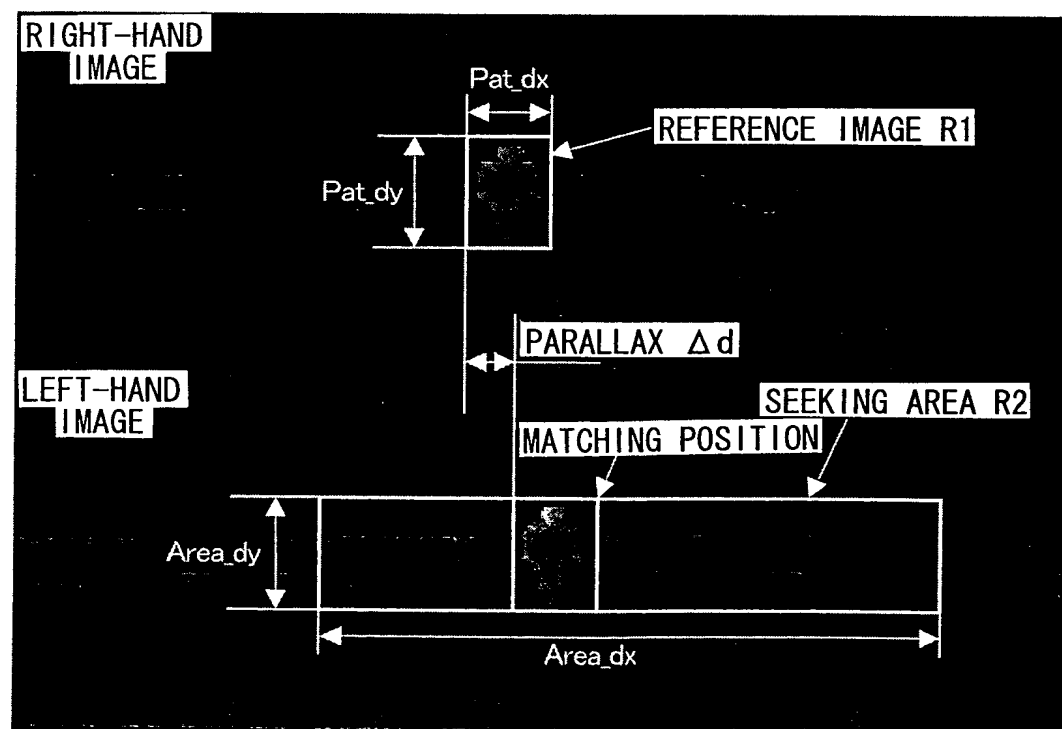 RIGHT-HAND
IMAGE
Pat_dx
REFERENCE IMAGE R1
Pat_dy
PARALLAX Δd
LEFT-HAND
IMAGE
SEEKING AREA R2
MATCHING POSITION
Area_dy
Area_dx